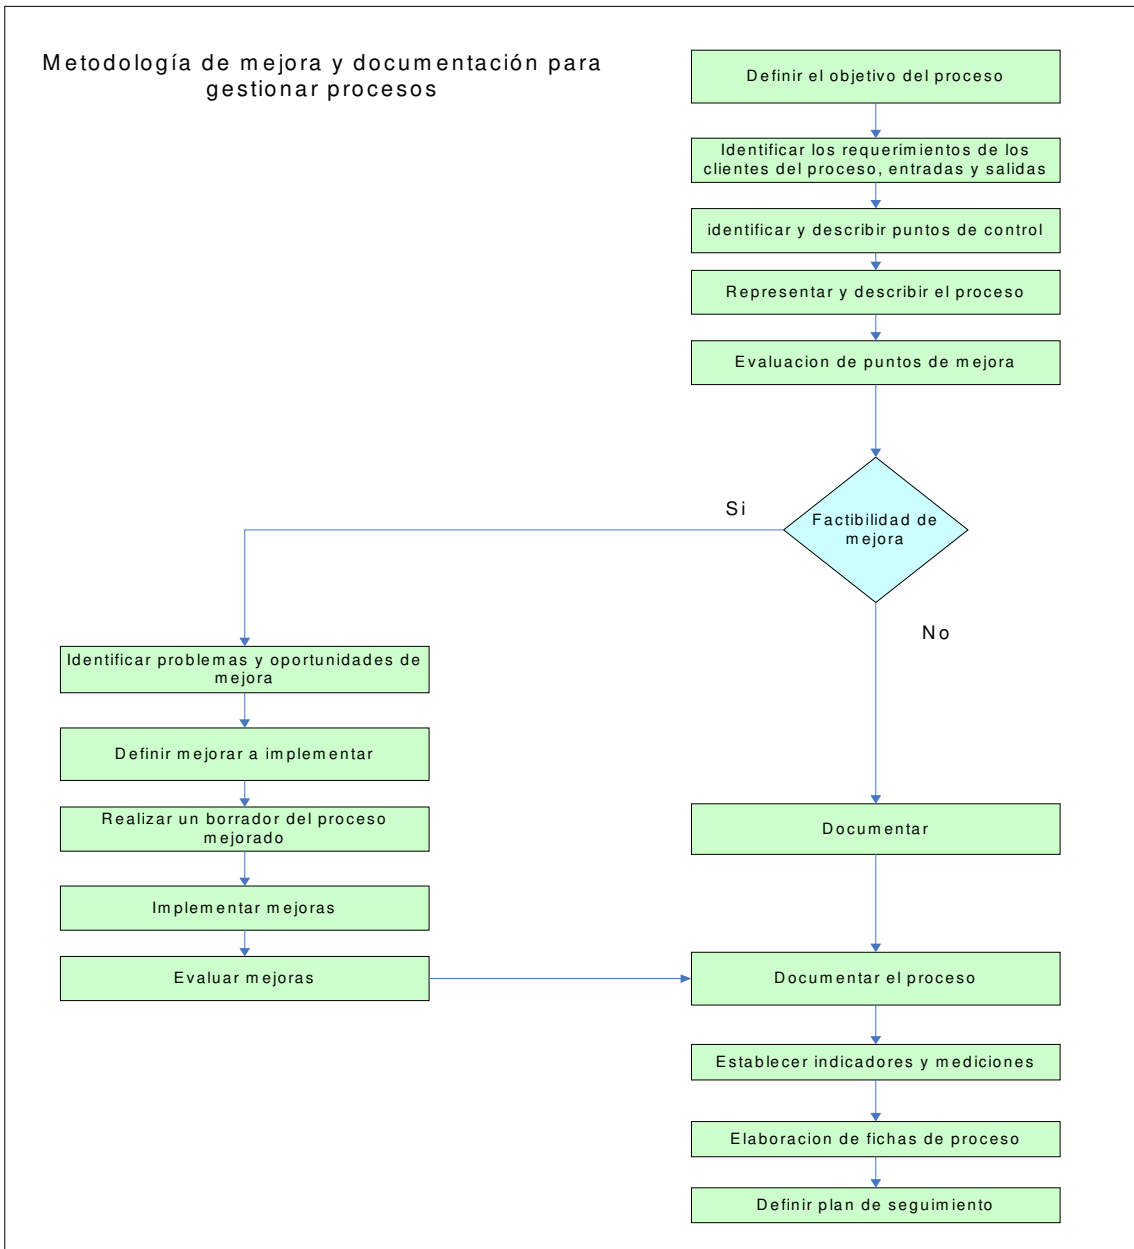 Metodología de mejora y documentación para
gestionar procesos
Definir el objetivo del proceso
Identificar los requerimientos de los
clientes del proceso, entradas y salidas
identificar y describir puntos de control
Representar y describir el proceso
Evaluacion de puntos de mejora
Factibilidad de
mejora
Si
No
Identificar problemas y oportunidades de
mejora
Definir mejorar a implementar
Realizar un borrador del proceso
mejorado
Implementar mejoras
Evaluar mejoras
Documentar
Documentar el proceso
Establecer indicadores y mediciones
Elaboracion de fichas de proceso
Definir plan de seguimiento